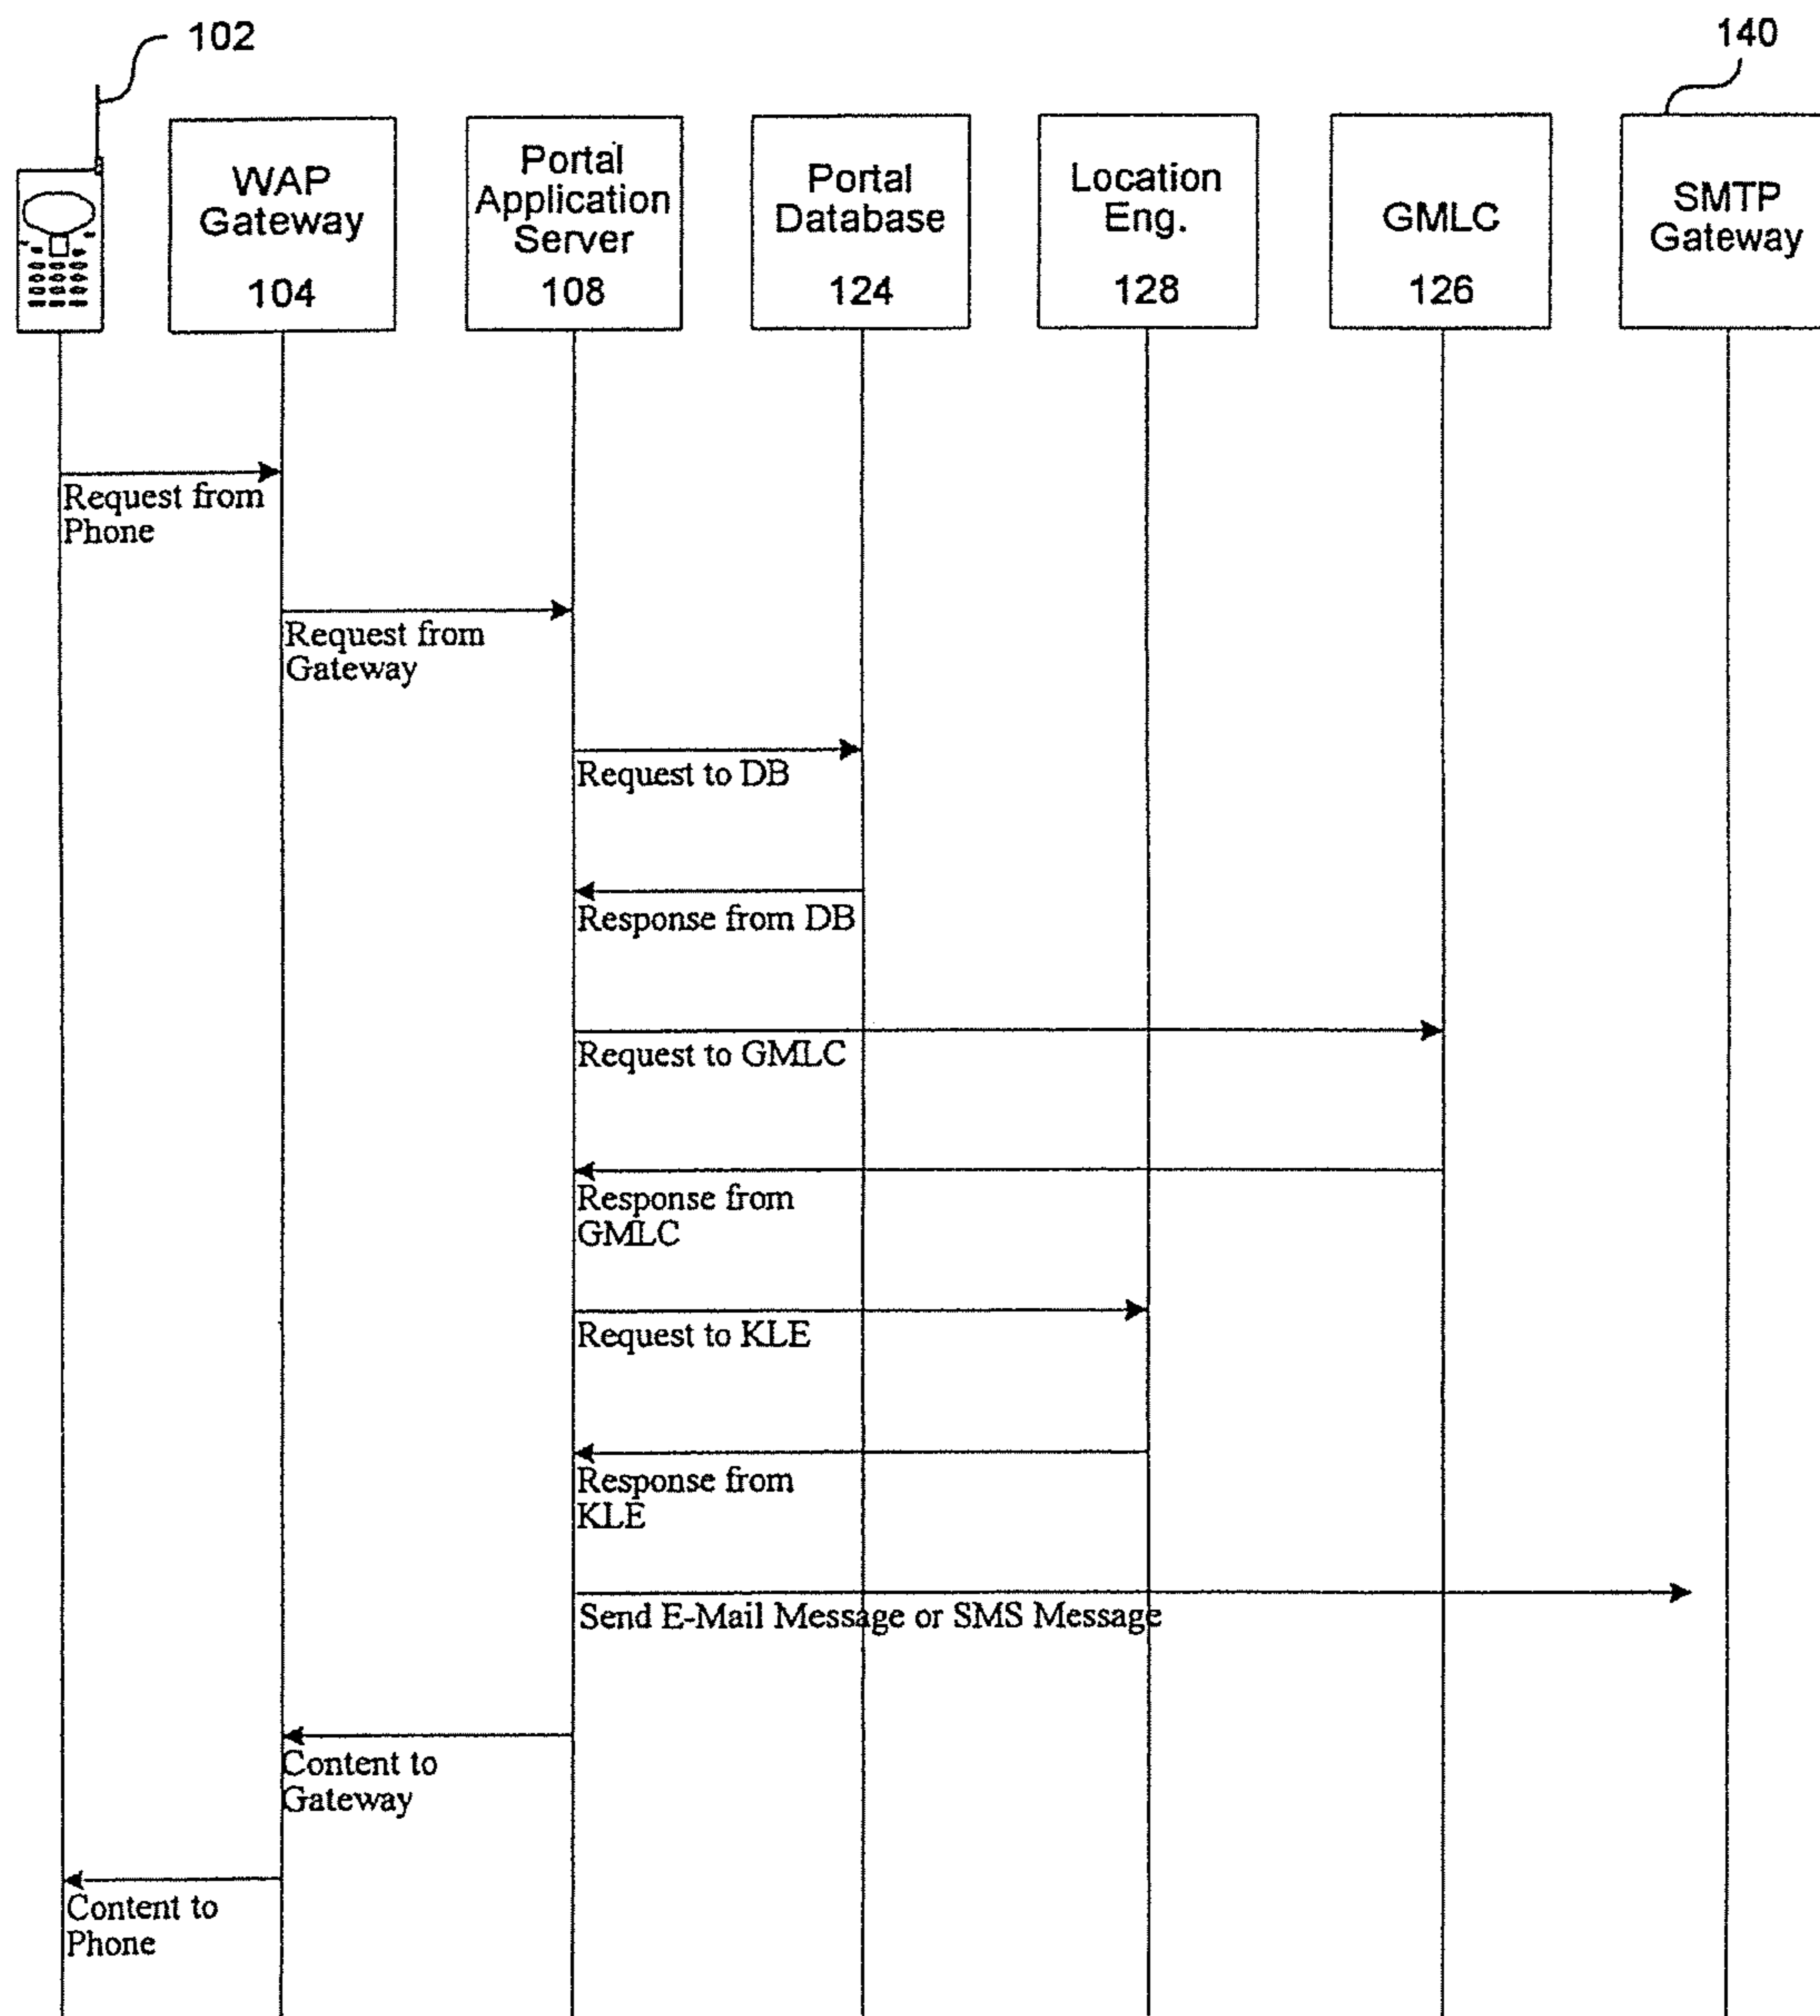 102
140
WAP
Gateway
104
Portal
Application
Server
108
Portal
Database
124
Location
Eng.
128
GMLC
126
SMTP
Gateway
Request from
Phone
Request from
Gateway
Request to DB
Response from DB
Request to GMLC
Response from
GMLC
Request to KLE
Response from
KLE
Send E-Mail Message or SMS Message
Content to
Gateway
Content to
Phone